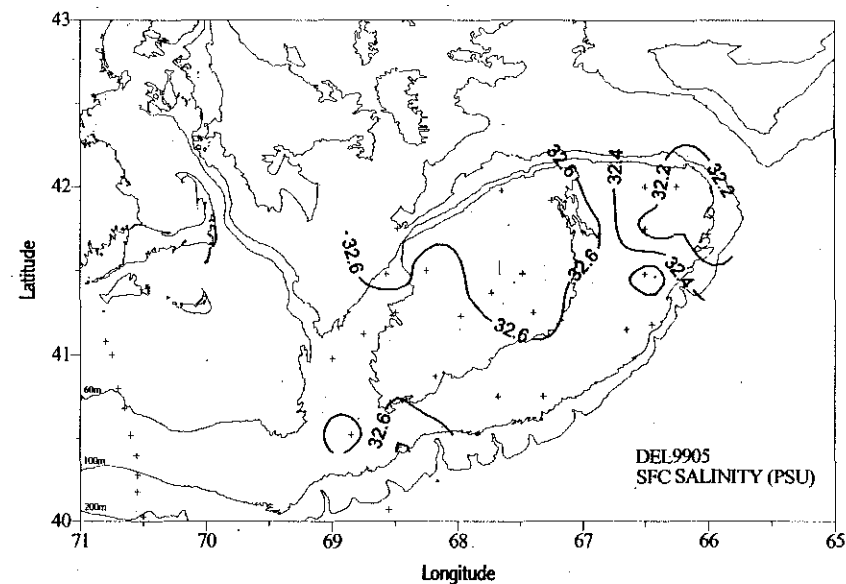 43
42
41
40
Latitude
71
70
69
68
67
66
65
Longitude
60m
100m
200m
32.6
32.6
32.6
32.6
32.6
32.4
32.4
32.2
32.2
DEL9905
SFC SALINITY (PSU)